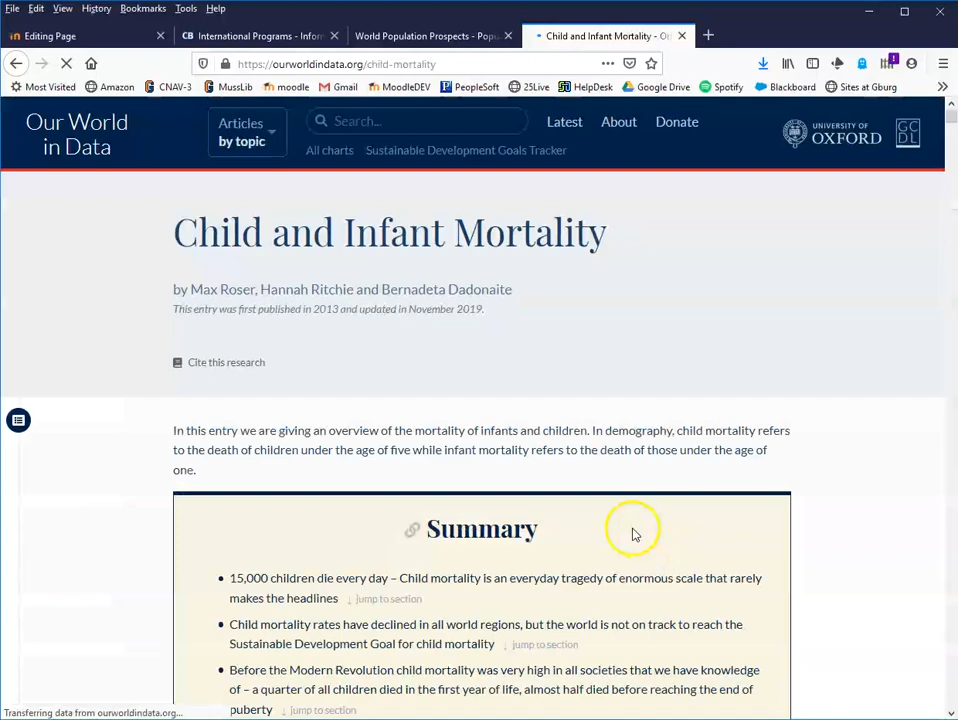 File Edit View History Bookmarks Tools Help
Editing Page
CB International Programs - Inform
World Population Prospects - Popu
Child and Infant Mortality - O
https://ourworldindata.org/child-mortality
1
Most Visited Amazon CNAV-3 MussLib moodle Gmail MoodleDEV PeopleSoft 25Live HelpDesk Google Drive Spotify Blackboard Sites at Gburg
Our World
in Data
Articles
by topic
Search...
Latest About Donate
All charts Sustainable Development Goals Tracker
UNIVERSITY OF
OXFORD
GC
DL
Child and Infant Mortality
by Max Roser, Hannah Ritchie and Bernadeta Dadonaite
This entry was first published in 2013 and updated in November 2019.
Cite this research
In this entry we are giving an overview of the mortality of infants and children. In demography, child mortality refers
to the death of children under the age of five while infant mortality refers to the death of those under the age of
one.
Summary
• 15,000 children die every day – Child mortality is an everyday tragedy of enormous scale that rarely
makes the headlines ↓ jump to section
• Child mortality rates have declined in all world regions, but the world is not on track to reach the
Sustainable Development Goal for child mortality ↓ jump to section
• Before the Modern Revolution child mortality was very high in all societies that we have knowledge
of – a quarter of all children died in the first year of life, almost half died before reaching the end of
puberty ↓ jump to section
Transferring data from ourworldindata.org...